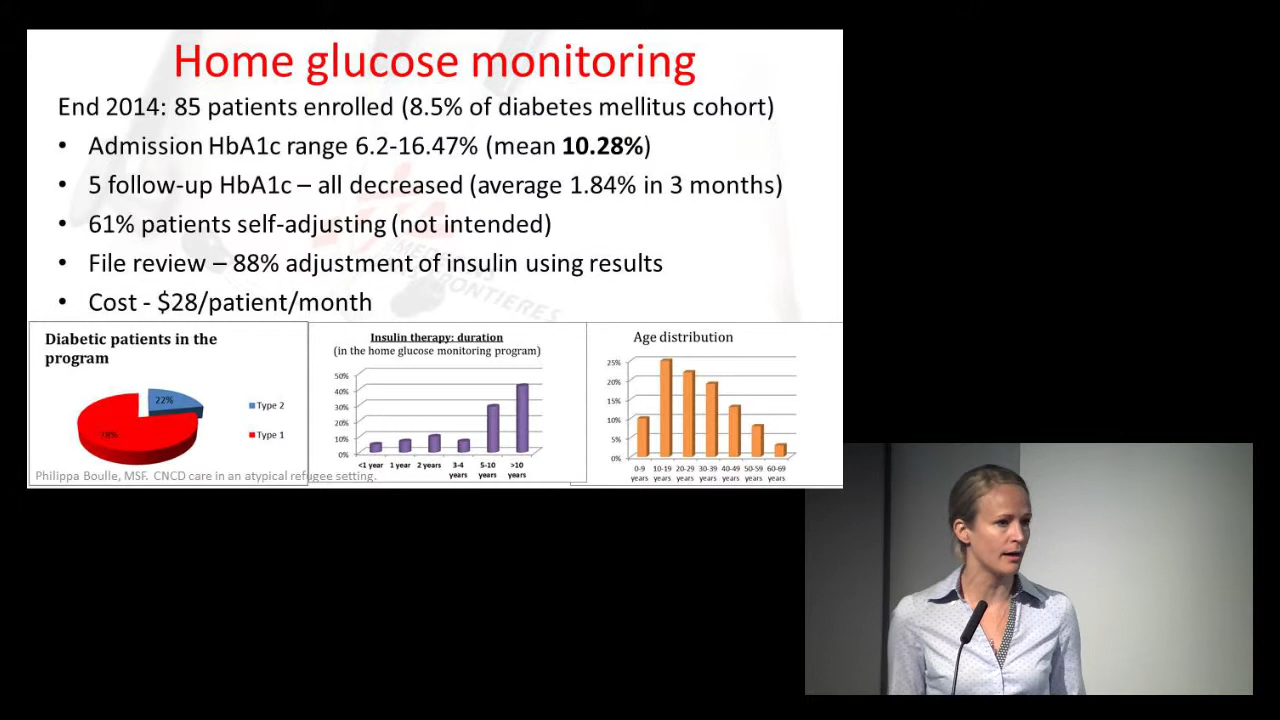 Home glucose monitoring
End 2014: 85 patients enrolled (8.5% of diabetes mellitus cohort)
• Admission HbA1c range 6.2-16.47% (mean 10.28%)
• 5 follow-up HbA1c – all decreased (average 1.84% in 3 months)
• 61% patients self-adjusting (not intended)
• File review – 88% adjustment of insulin using results
• Cost - $28/patient/month
MEDECINS
SANS FRONTIERES
Diabetic patients in the
program
22%
78%
Type 2
Type 1
Philippa Boulle, MSF. CNCD care in an atypical refugee setting.
Insulin therapy: duration
(in the home glucose monitoring program)
50%
40%
30%
20%
10%
0%
<1 year 1 year 2 years 3-4 years 5-10 years >10 years
Age distribution
25%
20%
15%
10%
5%
0%
0-9 years 10-19 years 20-29 years 30-39 years 40-49 years 50-59 years 60-69 years